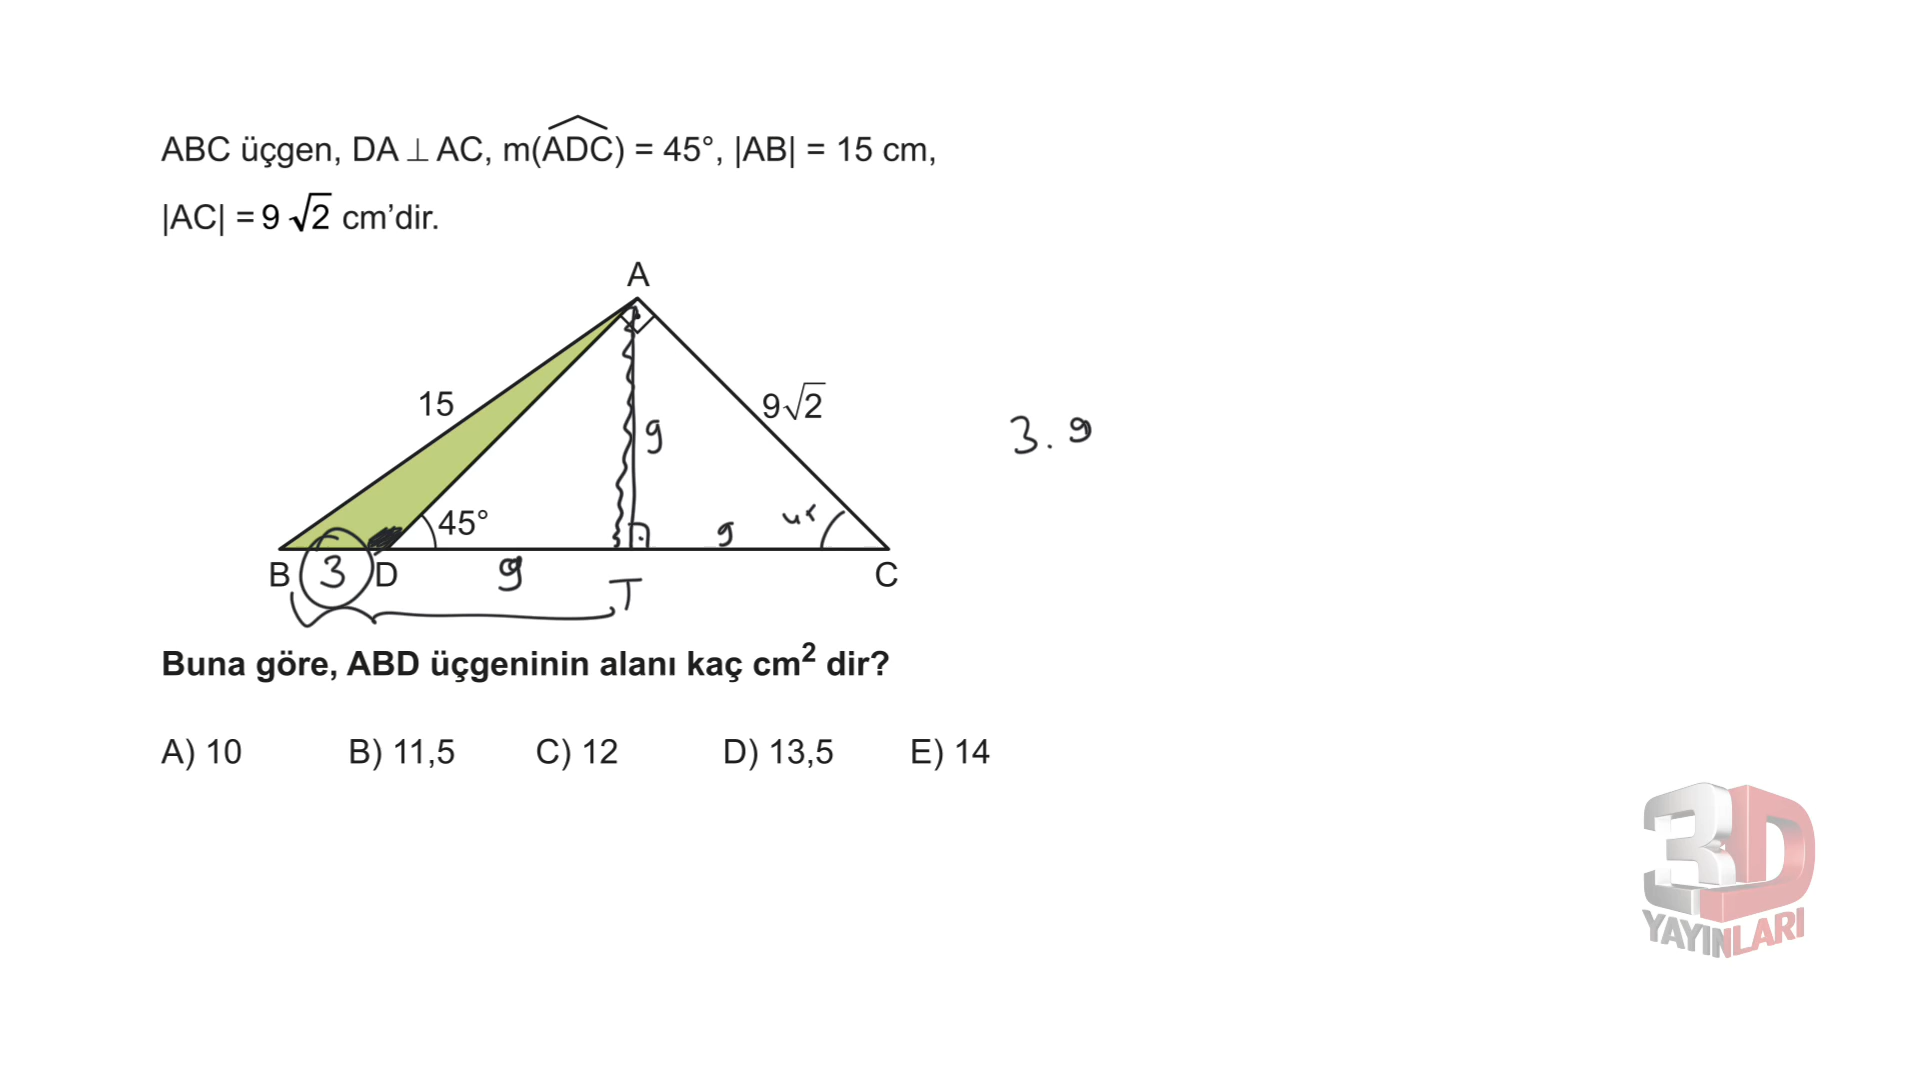 ABC üçgen, DA ⊥ AC, m(ADC) = 45°, |AB| = 15 cm,
|AC| = 9 √2 cm’dir.
A
15
9√2
9
3 . 9
45°
9
45
B
3
D
9
T
C
Buna göre, ABD üçgeninin alanı kaç cm² dir?
A) 10 B) 11,5 C) 12 D) 13,5 E) 14
3D
YAYINLARI